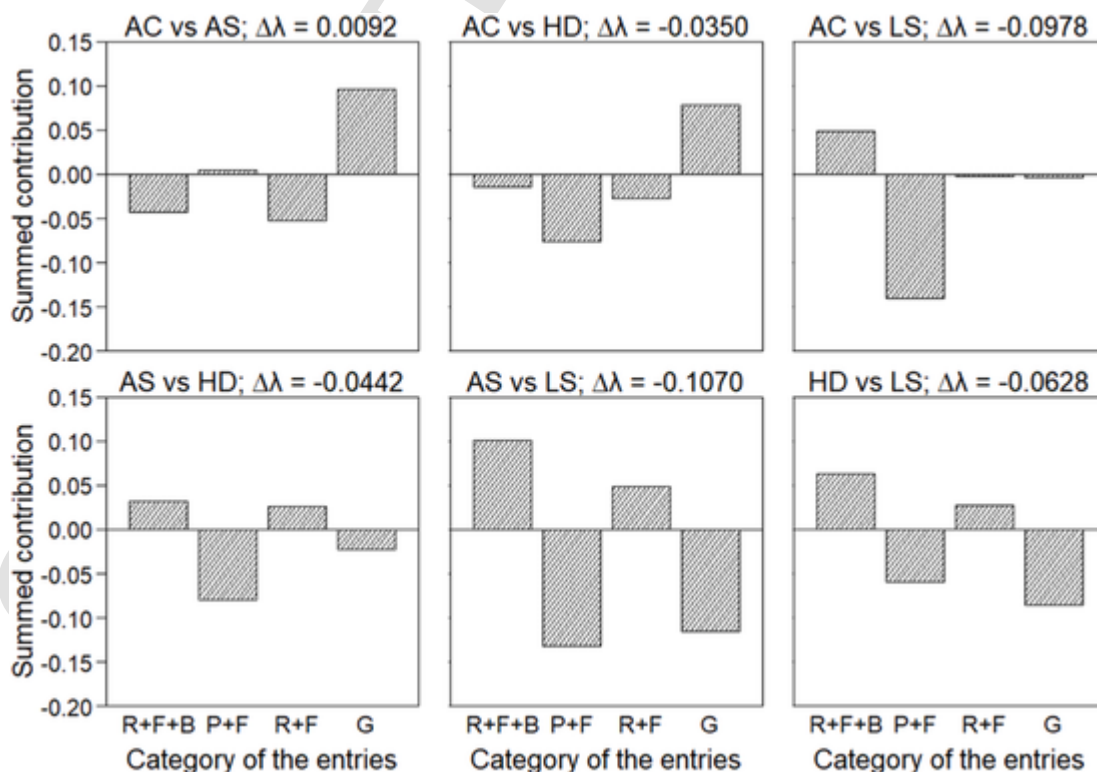 AC vs AS; Δλ = 0.0092
AC vs HD; Δλ = -0.0350
AC vs LS; Δλ = -0.0978
Summed contribution
0.15
0.10
0.05
0.00
-0.05
-0.10
-0.15
-0.20
AS vs HD; Δλ = -0.0442
AS vs LS; Δλ = -0.1070
HD vs LS; Δλ = -0.0628
Summed contribution
0.15
0.10
0.05
0.00
-0.05
-0.10
-0.15
-0.20
R+F+B P+F R+F G
R+F+B P+F R+F G
R+F+B P+F R+F G
Category of the entries
Category of the entries
Category of the entries